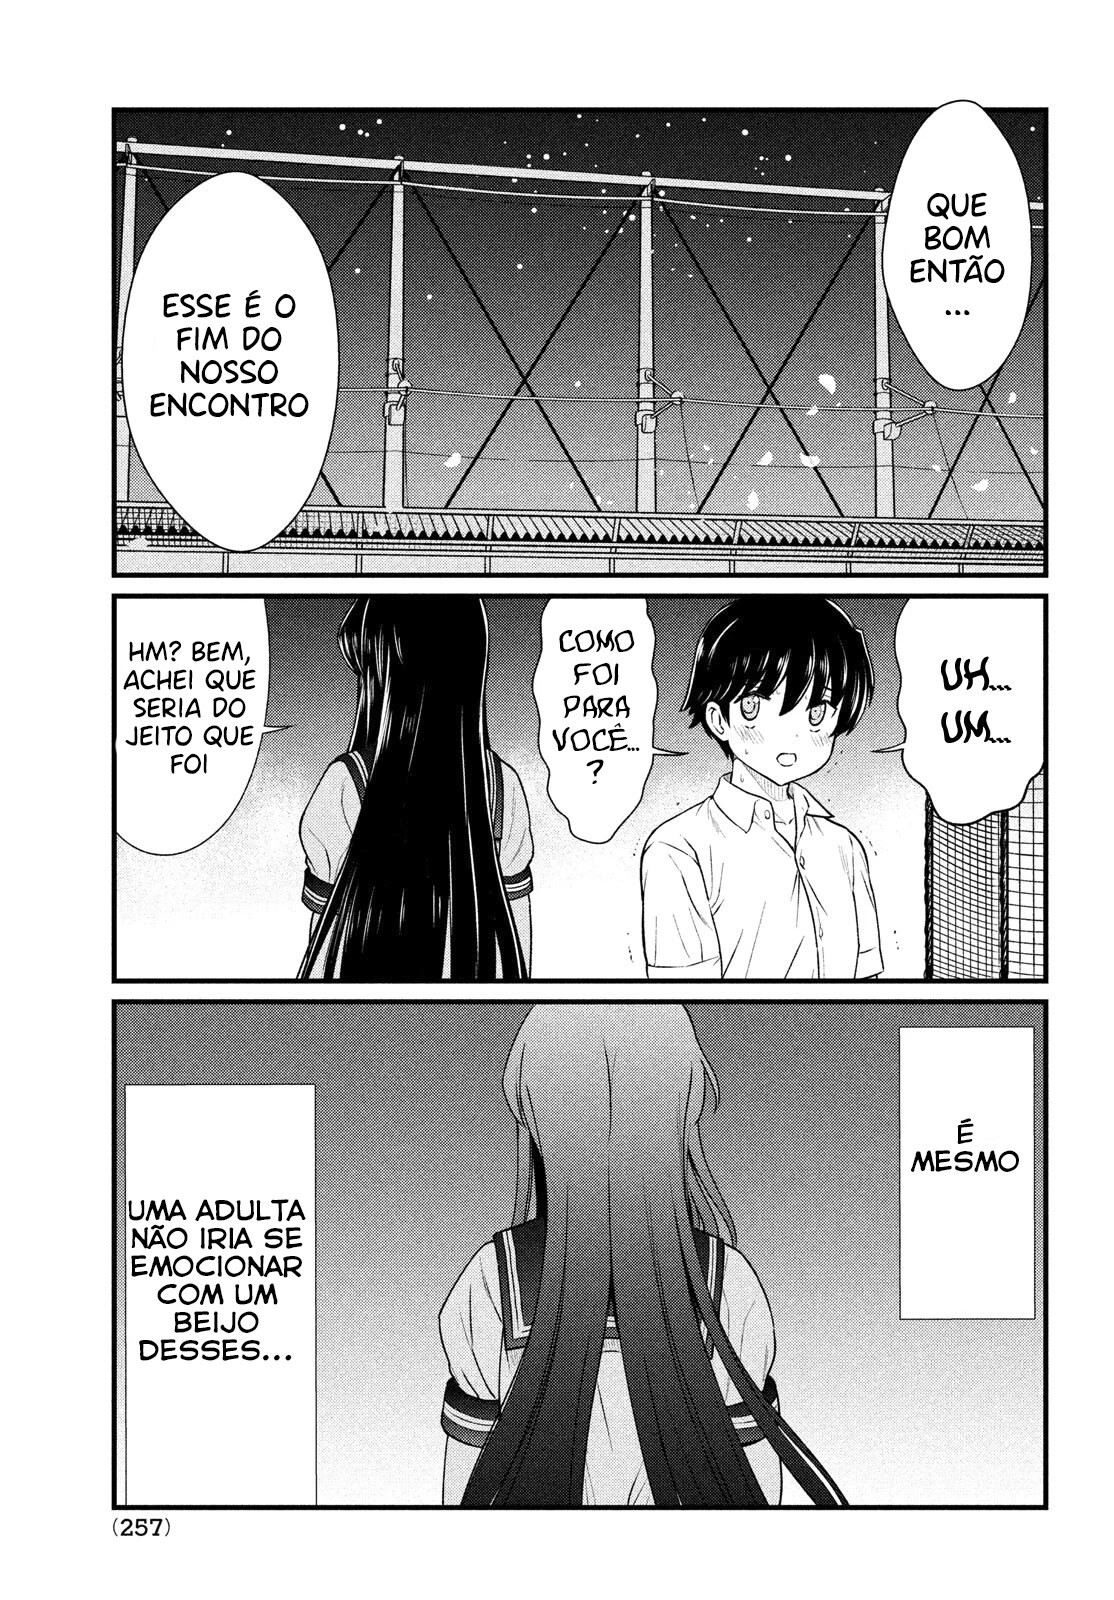 QUE
BOM
ENTÃO
...
ESSE É O
FIM DO
NOSSO
ENCONTRO
UH...
UM...
COMO
FOI
PARA
VOCÊ...
?
HM? BEM,
ACHEI QUE
SERIA DO
JEITO QUE
FOI
É
MESMO
UMA ADULTA
NÃO IRIA SE
EMOCIONAR
COM UM
BEIJO
DESSES...
(257)